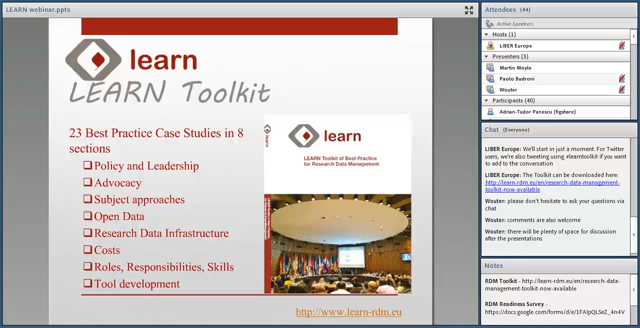 LEARN webinar.pptx
learn
LEARN Toolkit
23 Best Practice Case Studies in 8
sections
Policy and Leadership
Advocacy
Subject approaches
Open Data
Research Data Infrastructure
Costs
Roles, Responsibilities, Skills
Tool development
learn
LEARN Toolkit of Best Practice
for Research Data Management
http://www.learn-rdm.eu
Attendees (44)
Active Speakers
Hosts (1)
LIBER Europe
Presenters (3)
Martin Moyle
Paolo Budroni
Wouter
Participants (40)
Adrian-Tudor Panescu (figshare)
Chat (Everyone)
LIBER Europe: We'll start in just a moment. For Twitter
users, we're also tweeting using #learntoolkit if you want
to add to the conversation
LIBER Europe: The Toolkit can be downloaded here:
http://learn-rdm.eu/en/research-data-management-
toolkit-now-available
Wouter: please don't hesitate to ask your questions via
chat
Wouter: comments are also welcome
Wouter: there will be plenty of space for discussion
after the presentations
Notes
RDM Toolkit - http://learn-rdm.eu/en/research-data-
management-toolkit-now-available
RDM Readiness Survey -
https://docs.google.com/forms/d/e/1FAIpQLSeZ_4n4V